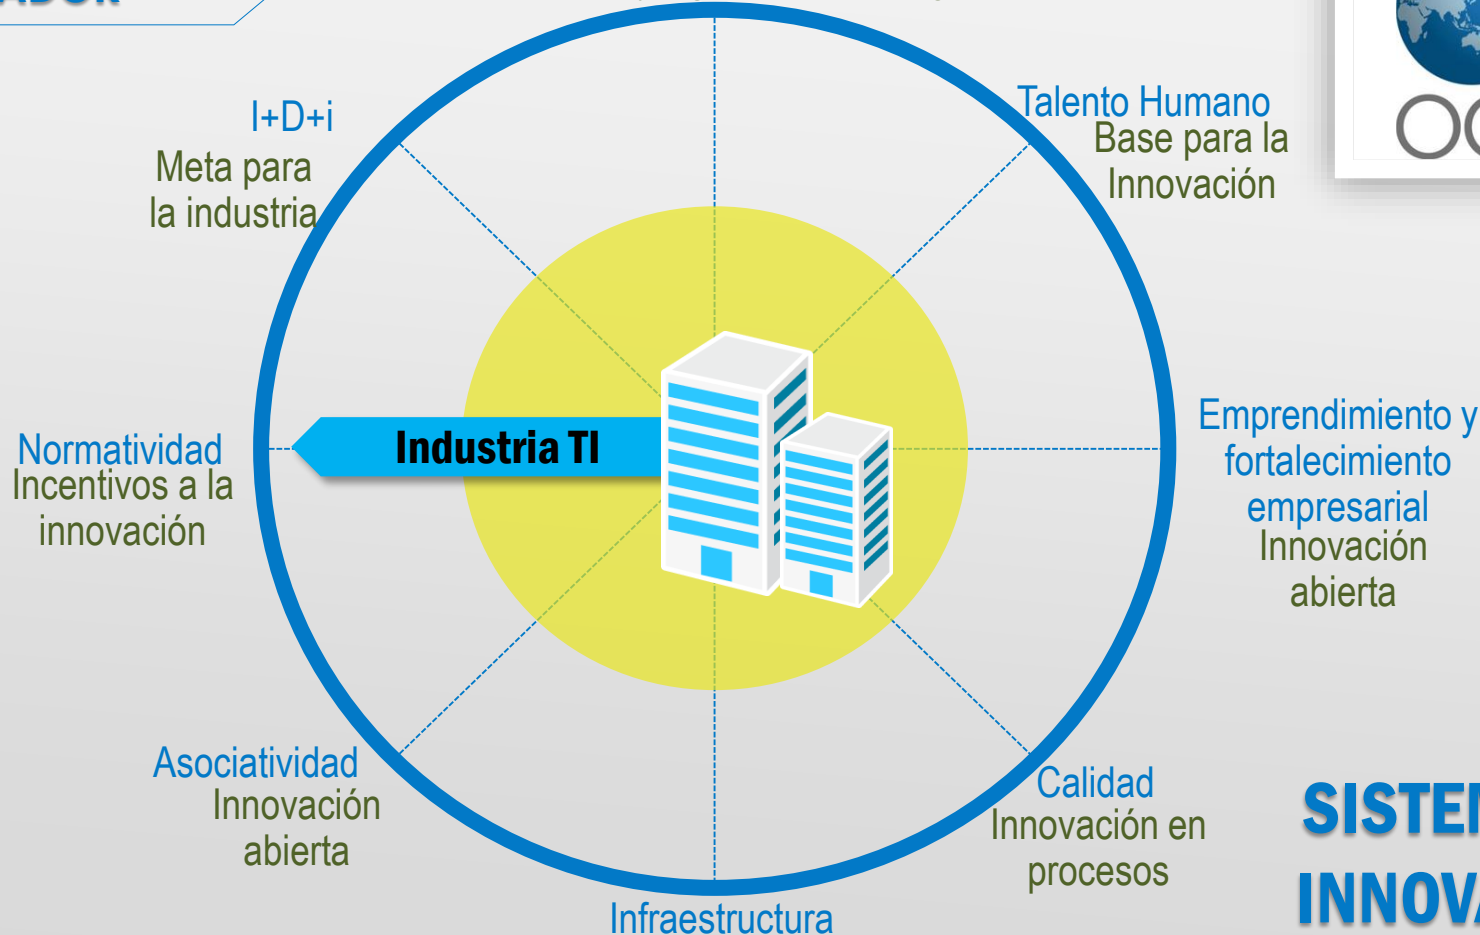 I+D+i
Meta para
la industria
Talento Humano
Base para la
Innovación
Normatividad
Incentivos a la
innovación
Industria TI
Emprendimiento y
fortalecimiento
empresarial
Innovación
abierta
Asociatividad
Innovación
abierta
Calidad
Innovación en
procesos
Infraestructura